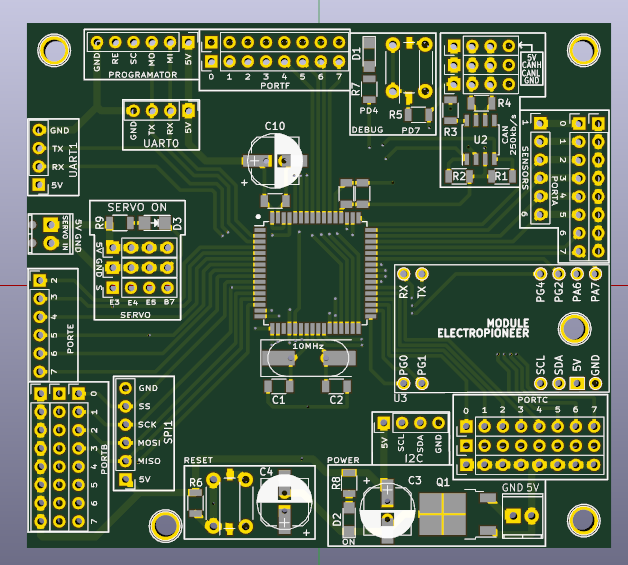 GND RE SC MO MI 5V
PROGRAMATOR
0 1 2 3 4 5 6 7
PORTF
D1
R7
PD4
R5
DEBUG PD7
5V
CANH
CANL
GND
R4
R3
U2
CAN
250kb/s
R2
R1
GND TX RX 5V
UART0
C10
+
GND
TX
RX
5V
UART1
1
6
SENSORS
0
1
2
3
4
5
6
7
PORTA
5V GND
SERVO IN
SERVO ON
R9
D3
5V
GND
S
E3 E4 E5 B7
SERVO
2
3
4
5
6
7
PORTE
10MHz
C1
C2
RX
TX
PG4
PG2
PA6
PA7
MODULE
ELECTROPIONEER
PG0
PG1
SCL
SDA
5V
GND
U3
0
1
2
3
4
5
6
7
PORTB
GND
SS
SCK
MOSI
MISO
5V
SPI1
PORTC
0 1 2 3 4 5 6 7
5V SCL SDA GND
I2C
RESET
R6
C4
+
POWER
R8
D2
ON
C3
+
Q1
GND 5V